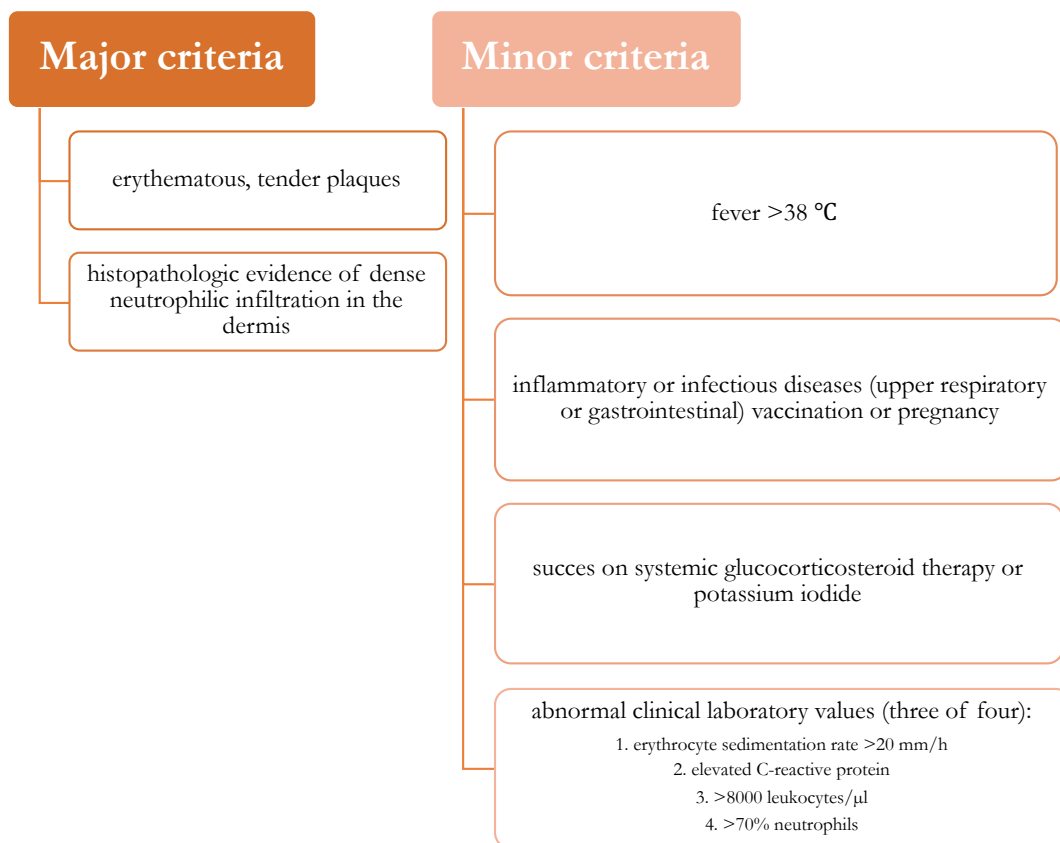 Major criteria
erythematous, tender plaques
histopathologic evidence of dense
neutrophilic infiltration in the
dermis
Minor criteria
fever >38 ℃
inflammatory or infectious diseases (upper respiratory
or gastrointestinal) vaccination or pregnancy
succes on systemic glucocorticosteroid therapy or
potassium iodide
abnormal clinical laboratory values (three of four):
1. erythrocyte sedimentation rate >20 mm/h
2. elevated C-reactive protein
3. >8000 leukocytes/μl
4. >70% neutrophils